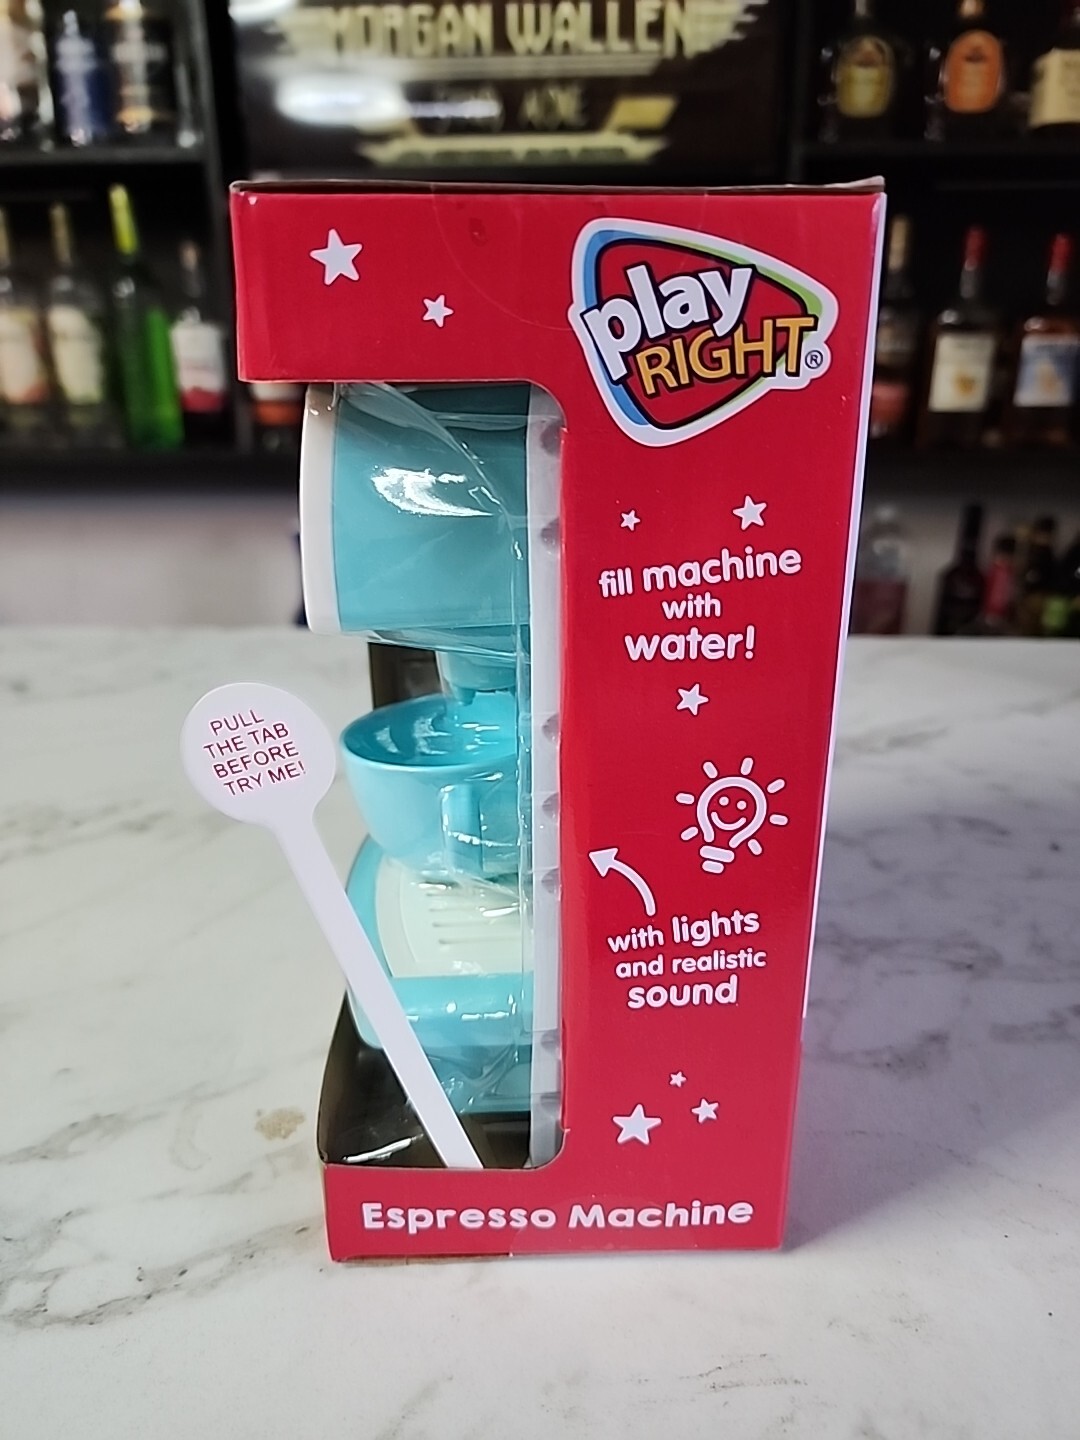 MORGAN WALLEN
play
RIGHT®
fill machine
with
water!
PULL
THE TAB
BEFORE
TRY ME!
with lights
and realistic
sound
Espresso Machine